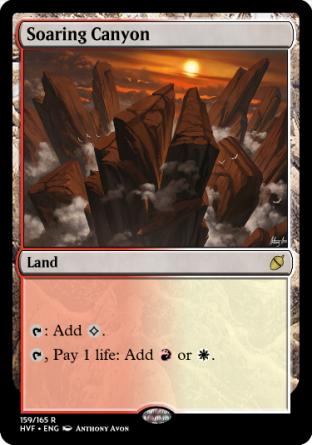 Soaring Canyon
Land
: Add .
, Pay 1 life: Add or .
159/165 R
HVF • ENG Anthony Avon